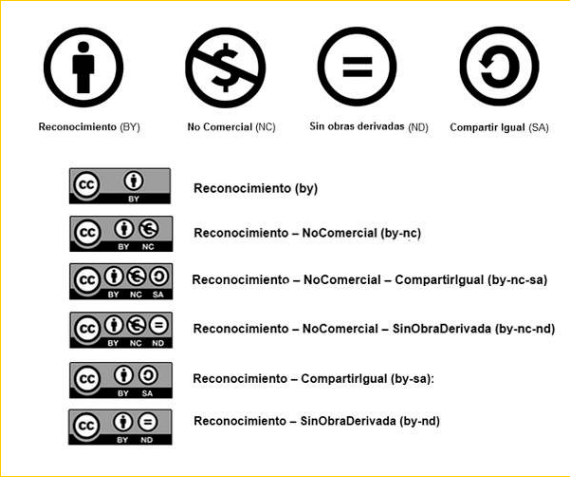 Reconocimiento (BY)
No Comercial (NC)
Sin obras derivadas (ND)
Compartir Igual (SA)
cc BY
Reconocimiento (by)
cc BY NC
Reconocimiento – NoComercial (by-nc)
cc BY NC SA
Reconocimiento – NoComercial – CompartirIgual (by-nc-sa)
cc BY NC ND
Reconocimiento – NoComercial – SinObraDerivada (by-nc-nd)
cc BY SA
Reconocimiento – CompartirIgual (by-sa):
cc BY ND
Reconocimiento – SinObraDerivada (by-nd)